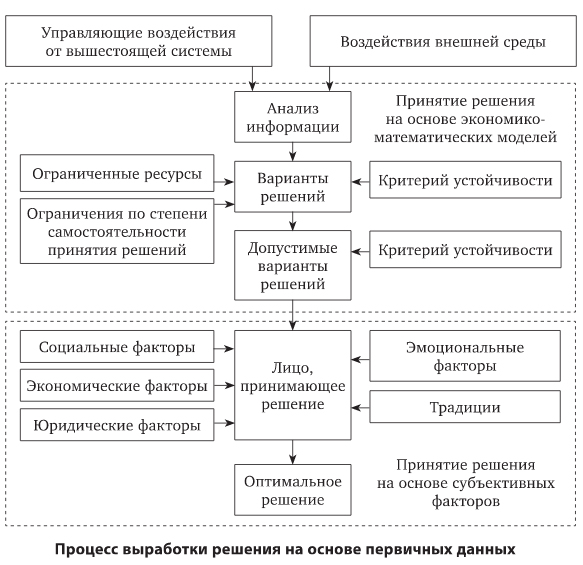 Управляющие воздействия
от вышестоящей системы
Воздействия внешней среды
Анализ
информации
Принятие решения
на основе экономико-
математических моделей
Ограниченные ресурсы
Варианты
решений
Критерий устойчивости
Ограничения по степени
самостоятельности
принятия решений
Допустимые
варианты
решений
Критерий устойчивости
Социальные факторы
Экономические факторы
Юридические факторы
Лицо,
принимающее
решение
Эмоциональные
факторы
Традиции
Оптимальное
решение
Принятие решения
на основе субъективных
факторов
Процесс выработки решения на основе первичных данных